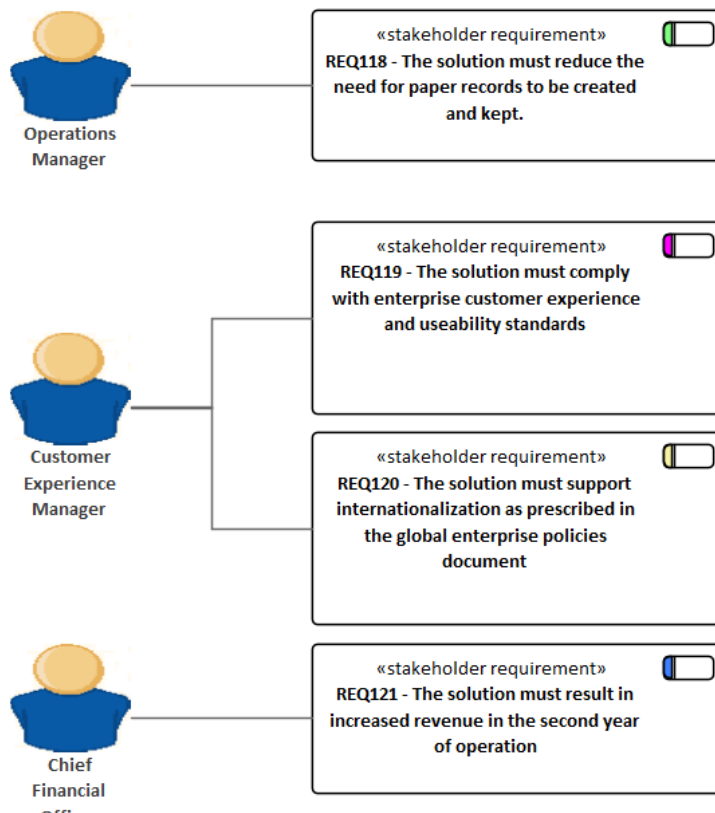 «stakeholder requirement»
REQ118 - The solution must reduce the
need for paper records to be created
and kept.
Operations
Manager
«stakeholder requirement»
REQ119 - The solution must comply
with enterprise customer experience
and useability standards
Customer
Experience
Manager
«stakeholder requirement»
REQ120 - The solution must support
internationalization as prescribed in
the global enterprise policies
document
«stakeholder requirement»
REQ121 - The solution must result in
increased revenue in the second year
of operation
Chief
Financial